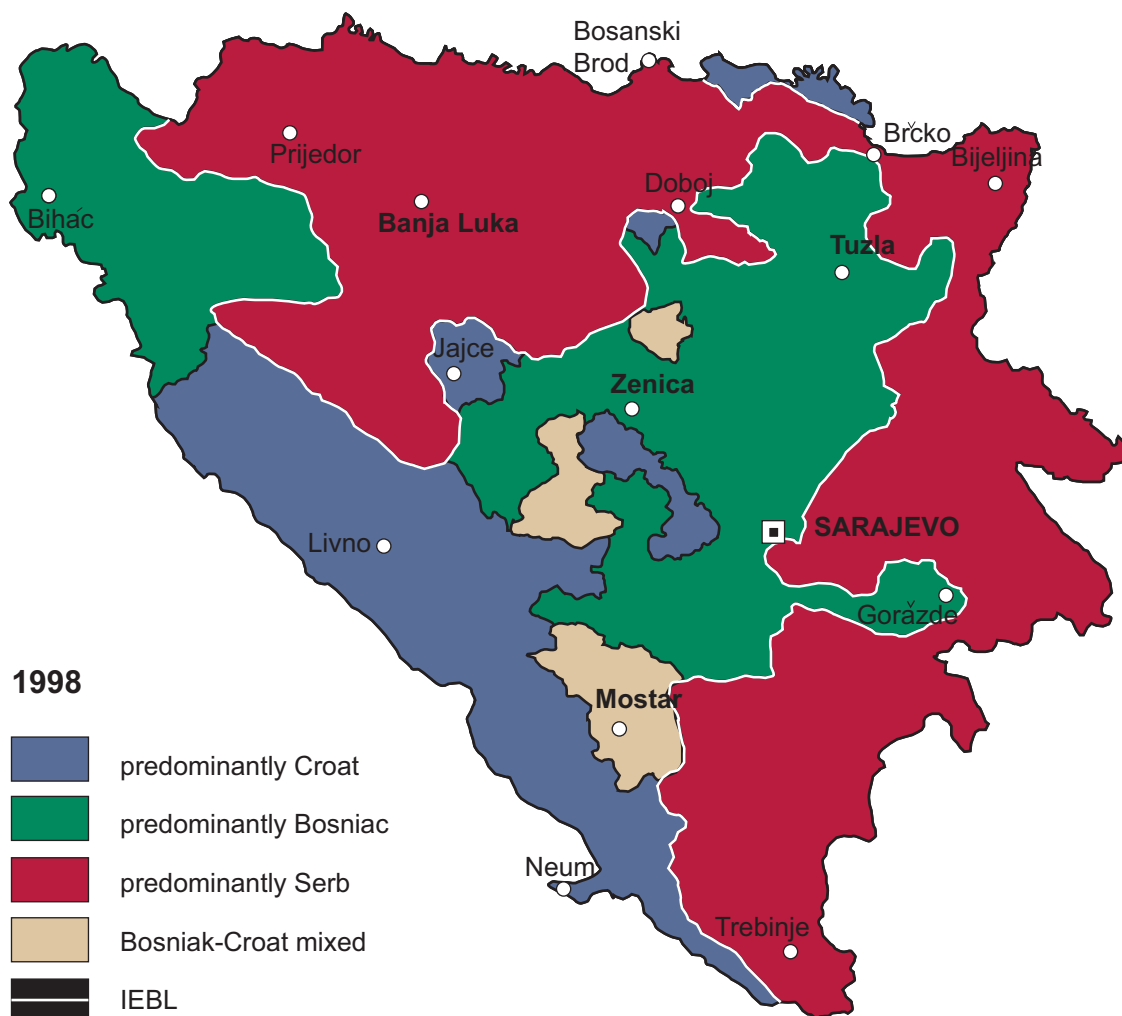 Bosanski
Brod
Brčko
Prijedor
Bijeljina
Doboj
Bihać
Banja Luka
Tuzla
Jajce
Zenica
SARAJEVO
Livno
Goražde
1998
Mostar
predominantly Croat
predominantly Bosniac
Neum
predominantly Serb
Trebinje
Bosniak-Croat mixed
IEBL